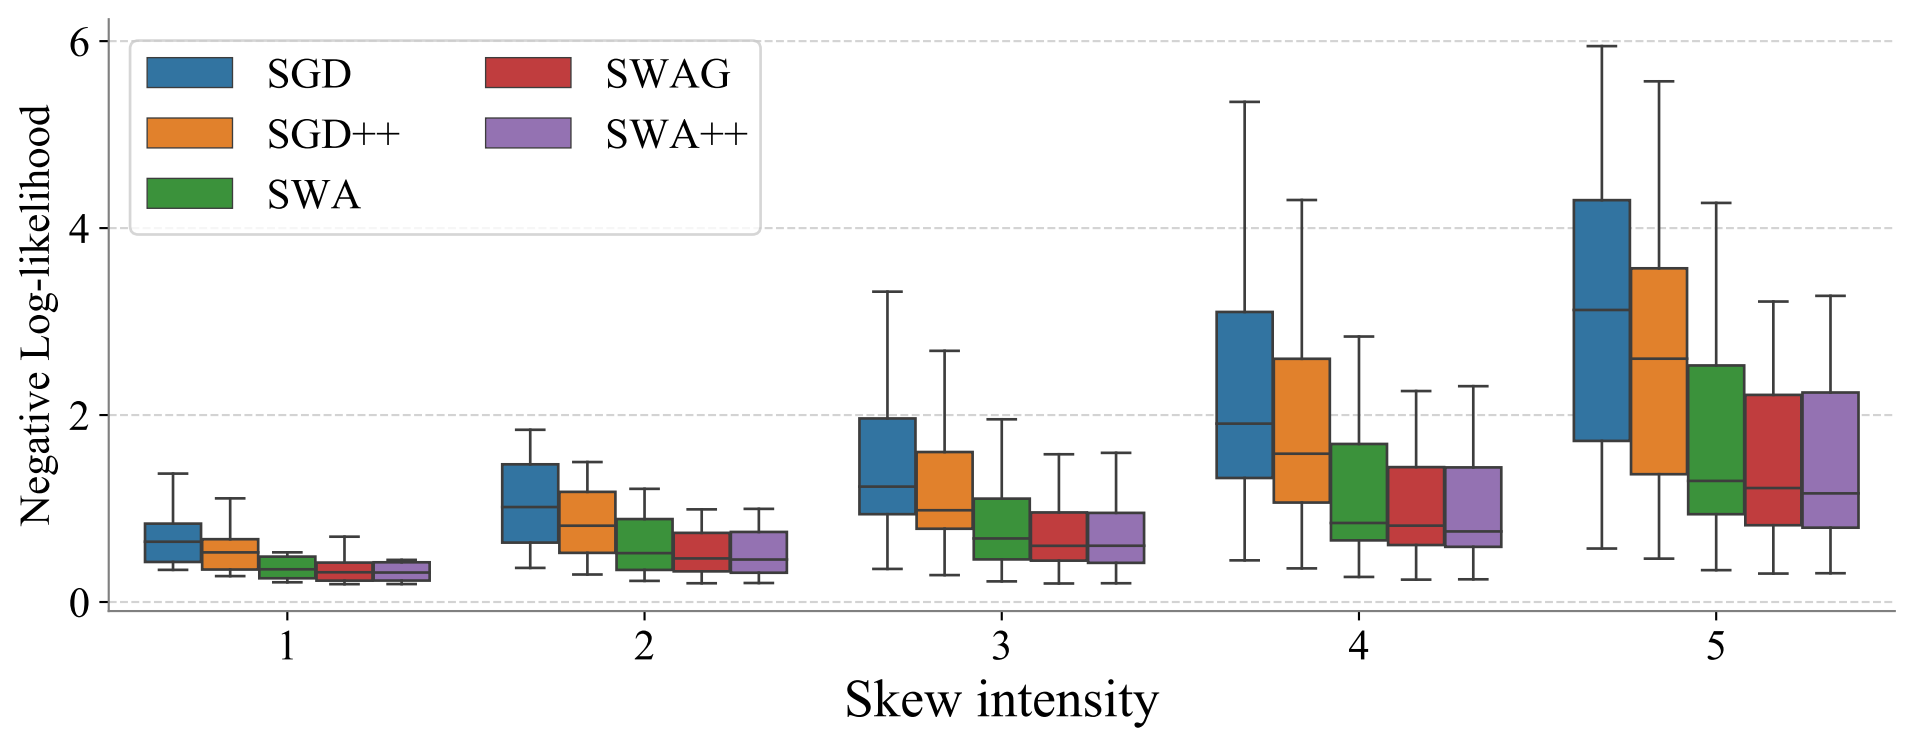 Negative Log-likelihood
6
4
2
0
SGD
SGD++
SWA
SWAG
SWA++
1 2 3 4 5
Skew intensity